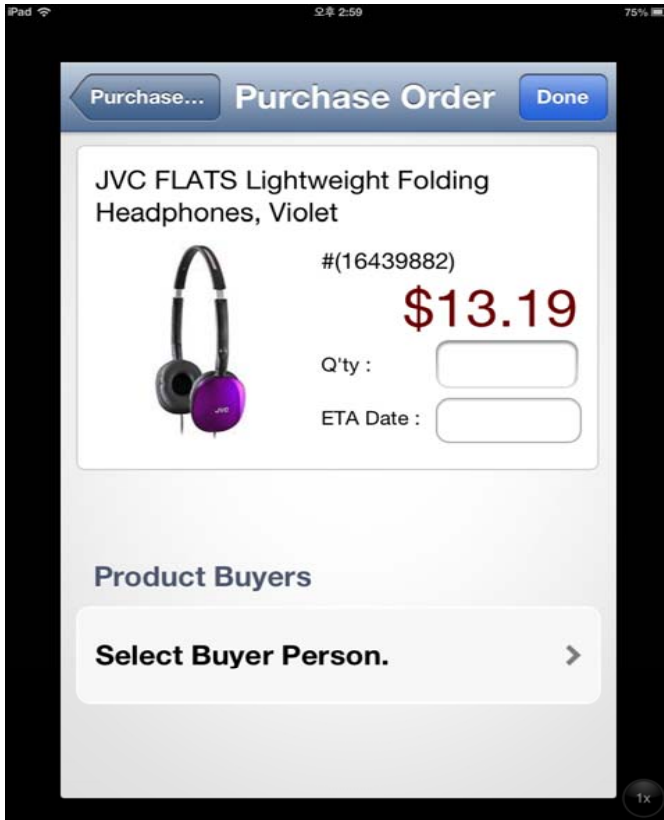 iPad 오후 2:59 75%
Purchase... Purchase Order Done
JVC FLATS Lightweight Folding
Headphones, Violet
#(16439882)
$13.19
Q'ty :
ETA Date :
JVC
Product Buyers
Select Buyer Person.
1x